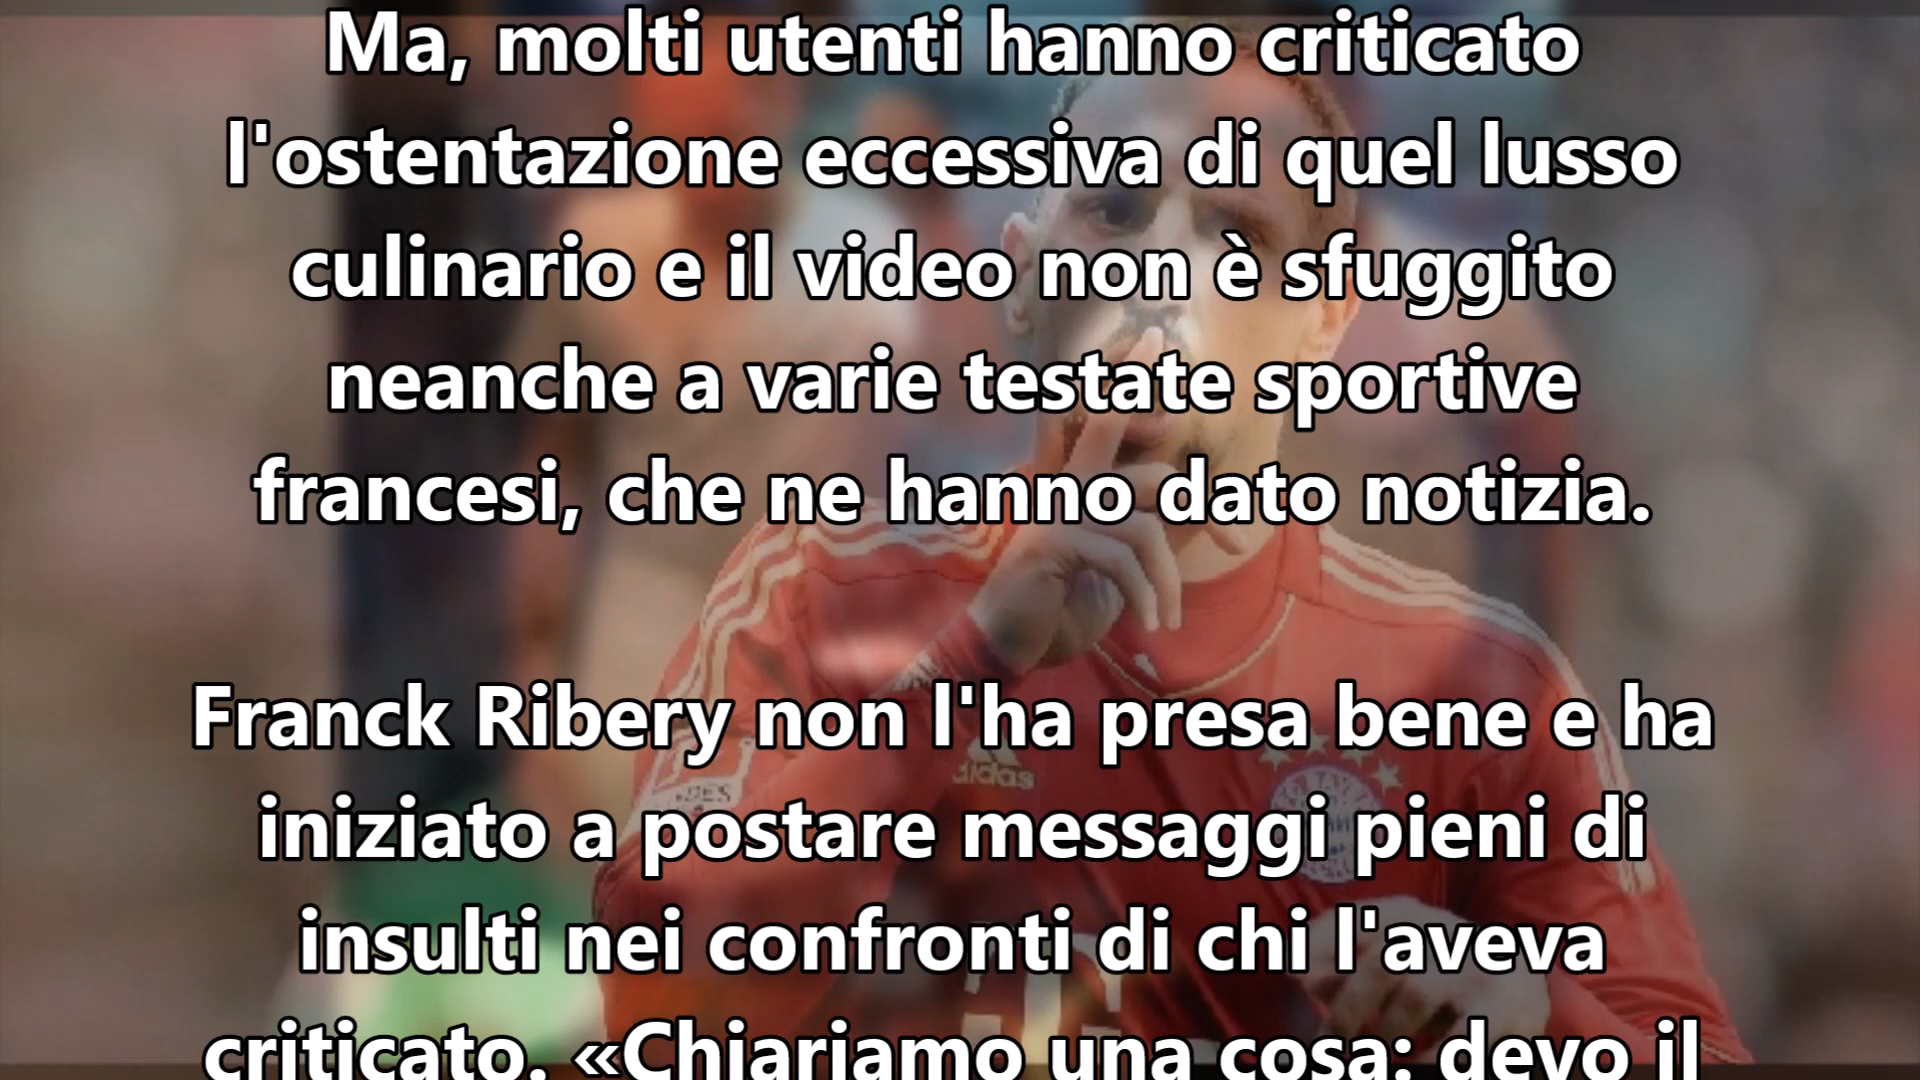 Ma, molti utenti hanno criticato
l'ostentazione eccessiva di quel lusso
culinario e il video non è sfuggito
neanche a varie testate sportive
francesi, che ne hanno dato notizia.
Franck Ribery non l'ha presa bene e ha
iniziato a postare messaggi pieni di
insulti nei confronti di chi l'aveva
criticato. «Chiariamo una cosa: devo il
adidas